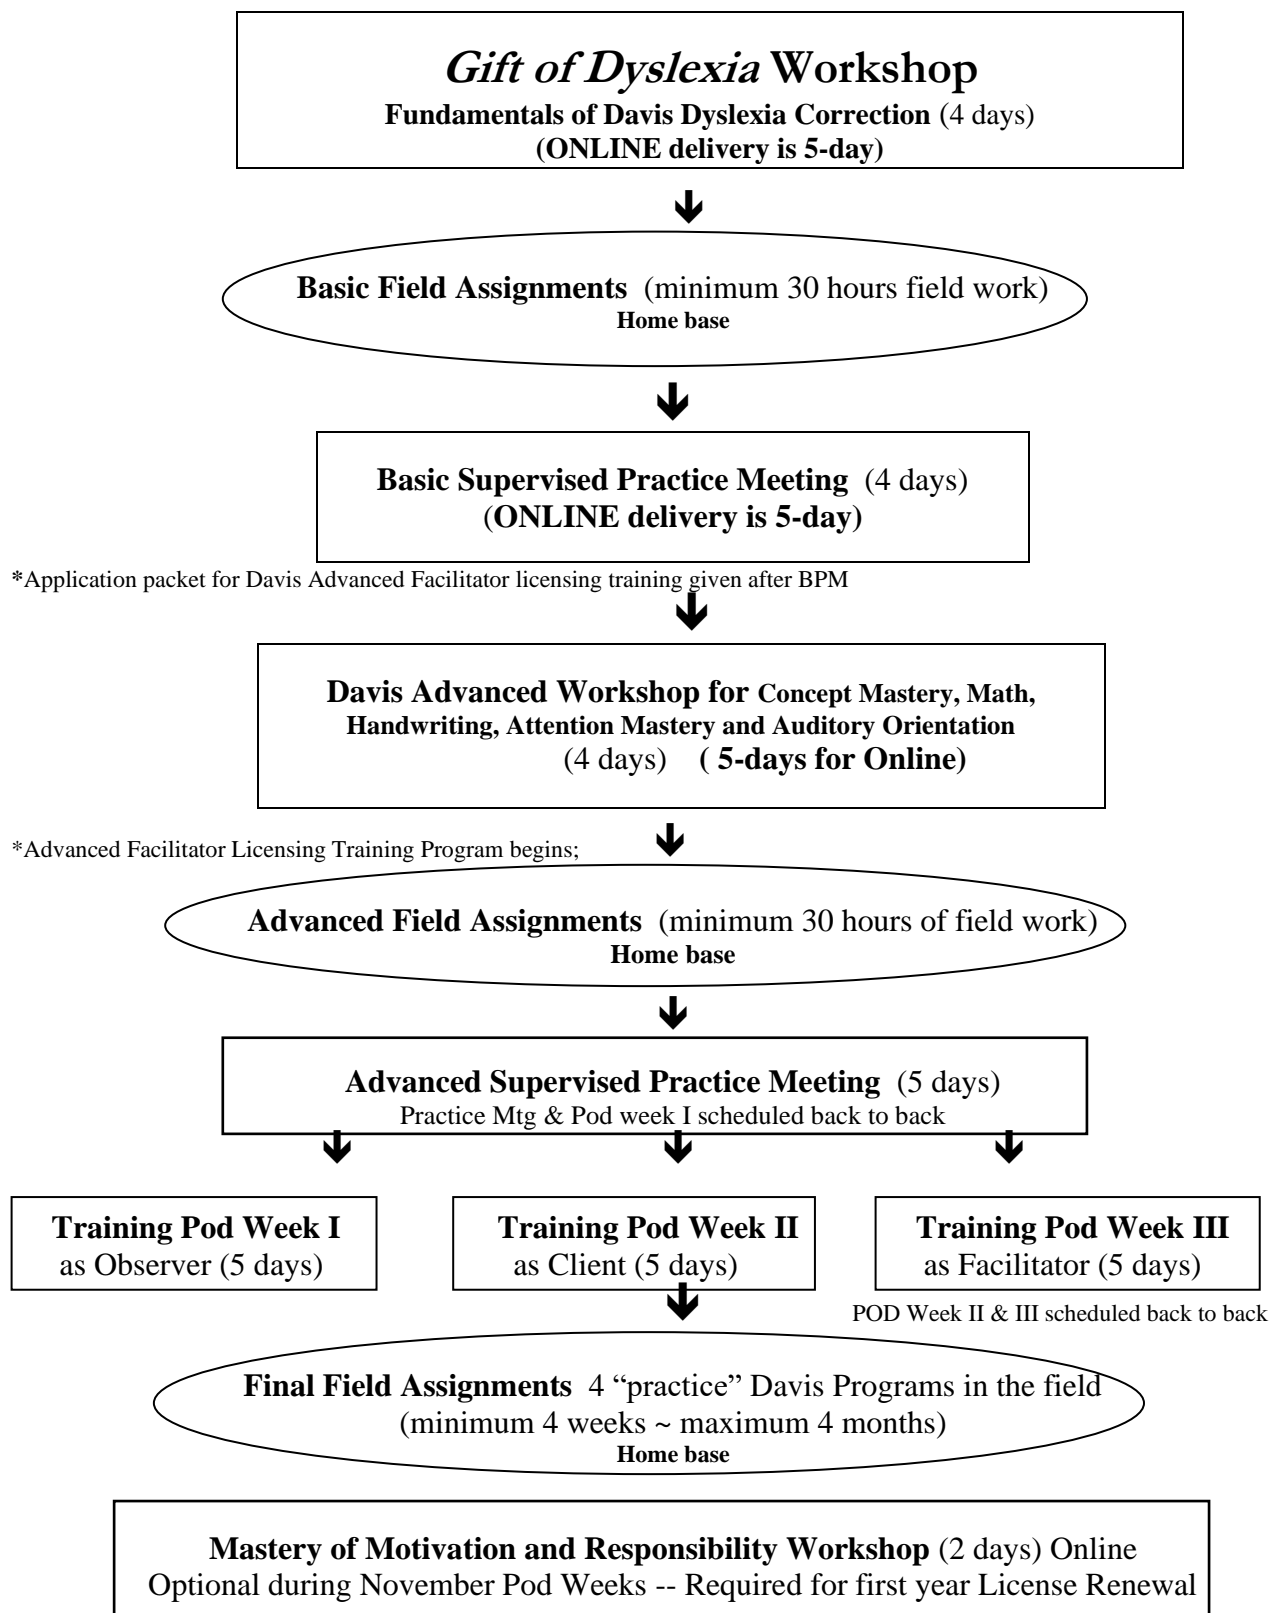 Gift of Dyslexia Workshop
Fundamentals of Davis Dyslexia Correction (4 days)
(ONLINE delivery is 5-day)
Basic Field Assignments (minimum 30 hours field work)
Home base
Basic Supervised Practice Meeting (4 days)
(ONLINE delivery is 5-day)
*Application packet for Davis Advanced Facilitator licensing training given after BPM
Davis Advanced Workshop for Concept Mastery, Math,
Handwriting, Attention Mastery and Auditory Orientation
(4 days) ( 5-days for Online)
*Advanced Facilitator Licensing Training Program begins;
Advanced Field Assignments (minimum 30 hours of field work)
Home base
Advanced Supervised Practice Meeting (5 days)
Practice Mtg & Pod week I scheduled back to back
Training Pod Week I
as Observer (5 days)
Training Pod Week II
as Client (5 days)
Training Pod Week III
as Facilitator (5 days)
POD Week II & III scheduled back to back
Final Field Assignments 4 “practice” Davis Programs in the field
(minimum 4 weeks ~ maximum 4 months)
Home base
Mastery of Motivation and Responsibility Workshop (2 days) Online
Optional during November Pod Weeks -- Required for first year License Renewal